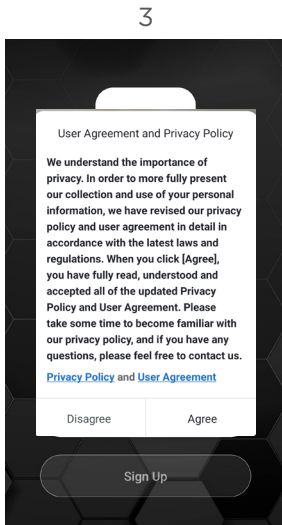 3
User Agreement and Privacy Policy
We understand the importance of
privacy. In order to more fully present
our collection and use of your personal
information, we have revised our privacy
policy and user agreement in detail in
accordance with the latest laws and
regulations. When you click [Agree],
you have fully read, understood and
accepted all of the updated Privacy
Policy and User Agreement. Please
take some time to become familiar with
our privacy policy, and if you have any
questions, please feel free to contact us.
Privacy Policy and User Agreement
Disagree Agree
Sign Up